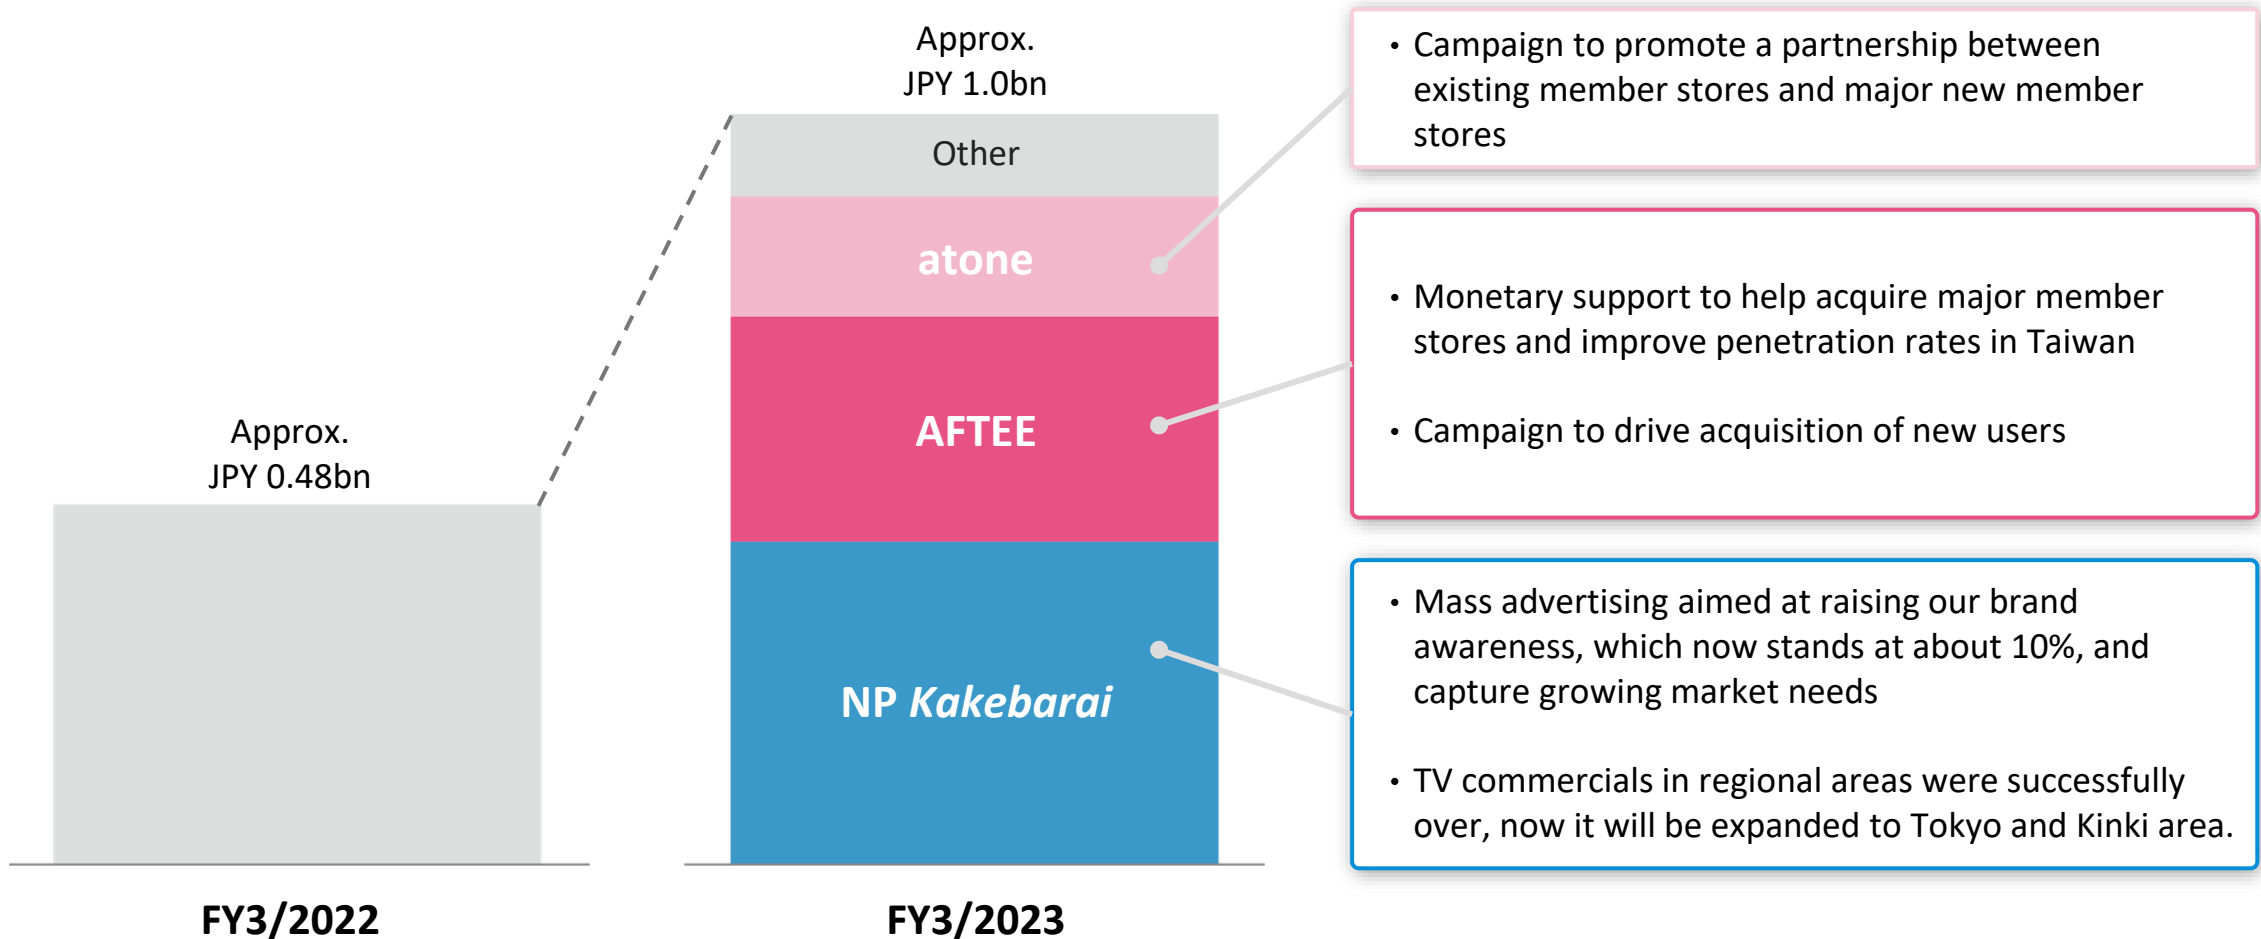 Approx.
JPY 0.48bn
FY3/2022
Approx.
JPY 1.0bn
Other
atone
AFTEE
NP Kakebarai
FY3/2023
・Campaign to promote a partnership between
existing member stores and major new member
stores
・Monetary support to help acquire major member
stores and improve penetration rates in Taiwan
・Campaign to drive acquisition of new users
・Mass advertising aimed at raising our brand
awareness, which now stands at about 10%, and
capture growing market needs
・TV commercials in regional areas were successfully
over, now it will be expanded to Tokyo and Kinki area.